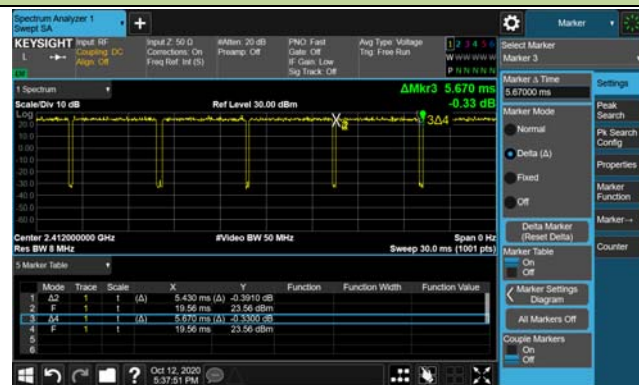 Spectrum Analyzer 1
Swept SA
Marker
KEYSIGHT
L
Input: RF
Coupling: DC
Align: Off
Input Z: 50 Ω
Corrections: On
Freq Ref: Int (S)
#Atten: 20 dB
Preamp: Off
PNO: Fast
Gate: Off
IF Gain: Low
Sig Track: Off
Avg Type: Voltage
Trig: Free Run
1 2 3 4 5 6
W W W W W W
P N N N N N
Select Marker
Marker 3
Marker Δ Time
5.67000 ms
Settings
1 Spectrum
ΔMkr3 5.670 ms
-0.33 dB
Scale/Div 10 dB
Ref Level 30.00 dBm
Log
20.0
10.0
0.00
-10.0
-20.0
-30.0
-40.0
-50.0
-60.0
3Δ4
Center 2.412000000 GHz
Res BW 8 MHz
#Video BW 50 MHz
Span 0 Hz
Sweep 30.0 ms (1001 pts)
Marker Mode
Normal
Delta (Δ)
Fixed
Off
Delta Marker
(Reset Delta)
Marker Table
On
Off
Marker Settings
Diagram
All Markers Off
Couple Markers
On
Off
Peak
Search
Pk Search
Config
Properties
Marker
Function
Marker→
Counter
5 Marker Table
Mode Trace Scale X Y Function Function Width Function Value
1 Δ2 1 t (Δ) 5.430 ms (Δ) -0.3910 dB
2 F 1 t 19.56 ms 23.56 dBm
3 Δ4 1 t (Δ) 5.670 ms (Δ) -0.3300 dB
4 F 1 t 19.56 ms 23.56 dBm
5
6
?
Oct 12, 2020
5:37:51 PM